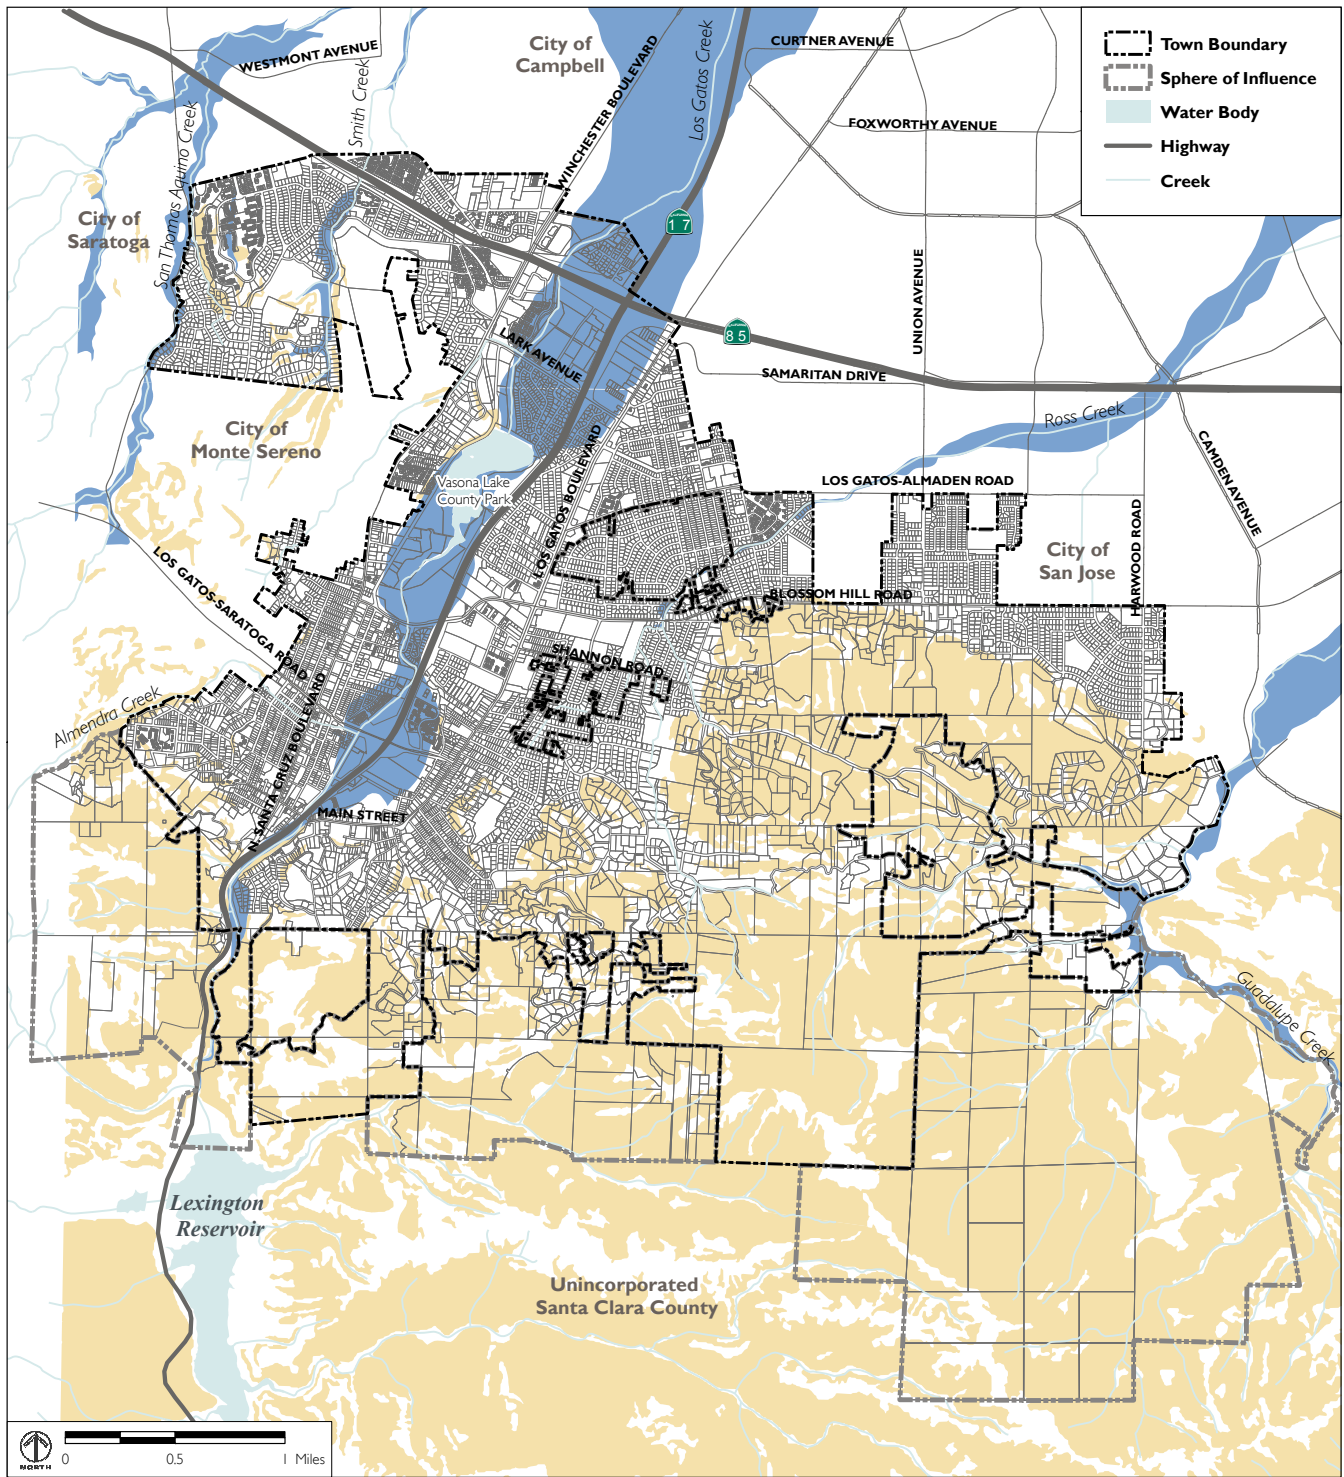 Town Boundary
Sphere of Influence
Water Body
Highway
Creek
WESTMONT AVENUE
City of
Campbell
WINCHESTER BOULEVARD
Los Gatos Creek
CURTNER AVENUE
FOXWORTHY AVENUE
Smith Creek
San Thomas Aquino Creek
City of
Saratoga
17
85
UNION AVENUE
LARK AVENUE
SAMARITAN DRIVE
Ross Creek
City of
Monte Sereno
CAMDEN AVENUE
Vasona Lake
County Park
LOS GATOS BOULEVARD
LOS GATOS-ALMADEN ROAD
HARWOOD ROAD
City of
San Jose
LOS GATOS-SARATOGA ROAD
BLOSSOM HILL ROAD
SHANNON ROAD
Almendra Creek
N. SANTA CRUZ BOULEVARD
MAIN STREET
Guadalupe Creek
Lexington
Reservoir
Unincorporated
Santa Clara County
NORTH
0 0.5 1 Miles